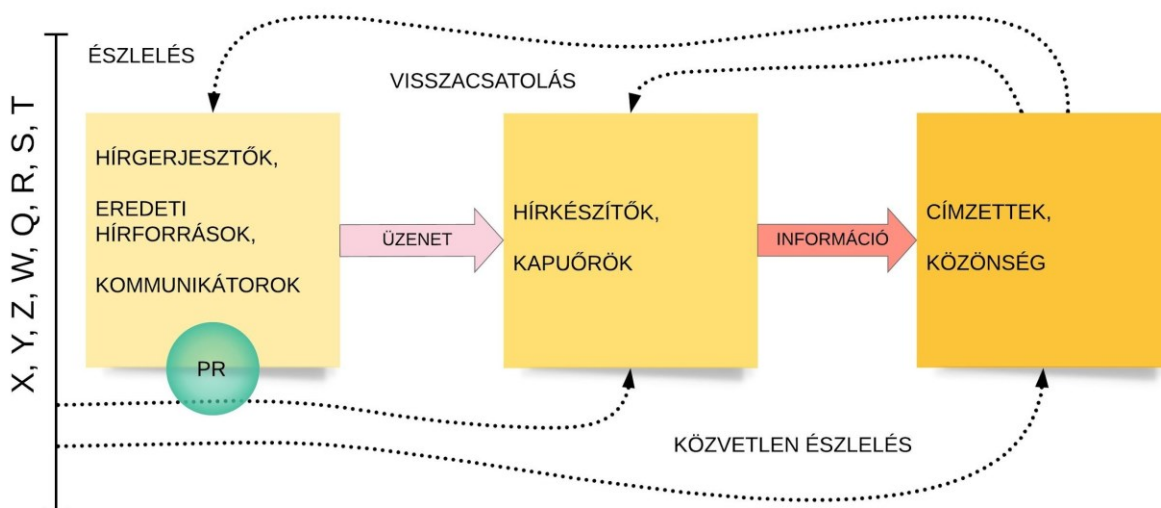 ÉSZLELÉS
VISSZACSATOLÁS
X, Y, Z, W, Q, R, S, T
HÍRGERJESZTŐK,
EREDETI
HÍRFORRÁSOK,
KOMMUNIKÁTOROK
PR
ÜZENET
HÍRKÉSZÍTŐK,
KAPUŐRÖK
INFORMÁCIÓ
CÍMZETTEK,
KÖZÖNSÉG
KÖZVETLEN ÉSZLELÉS